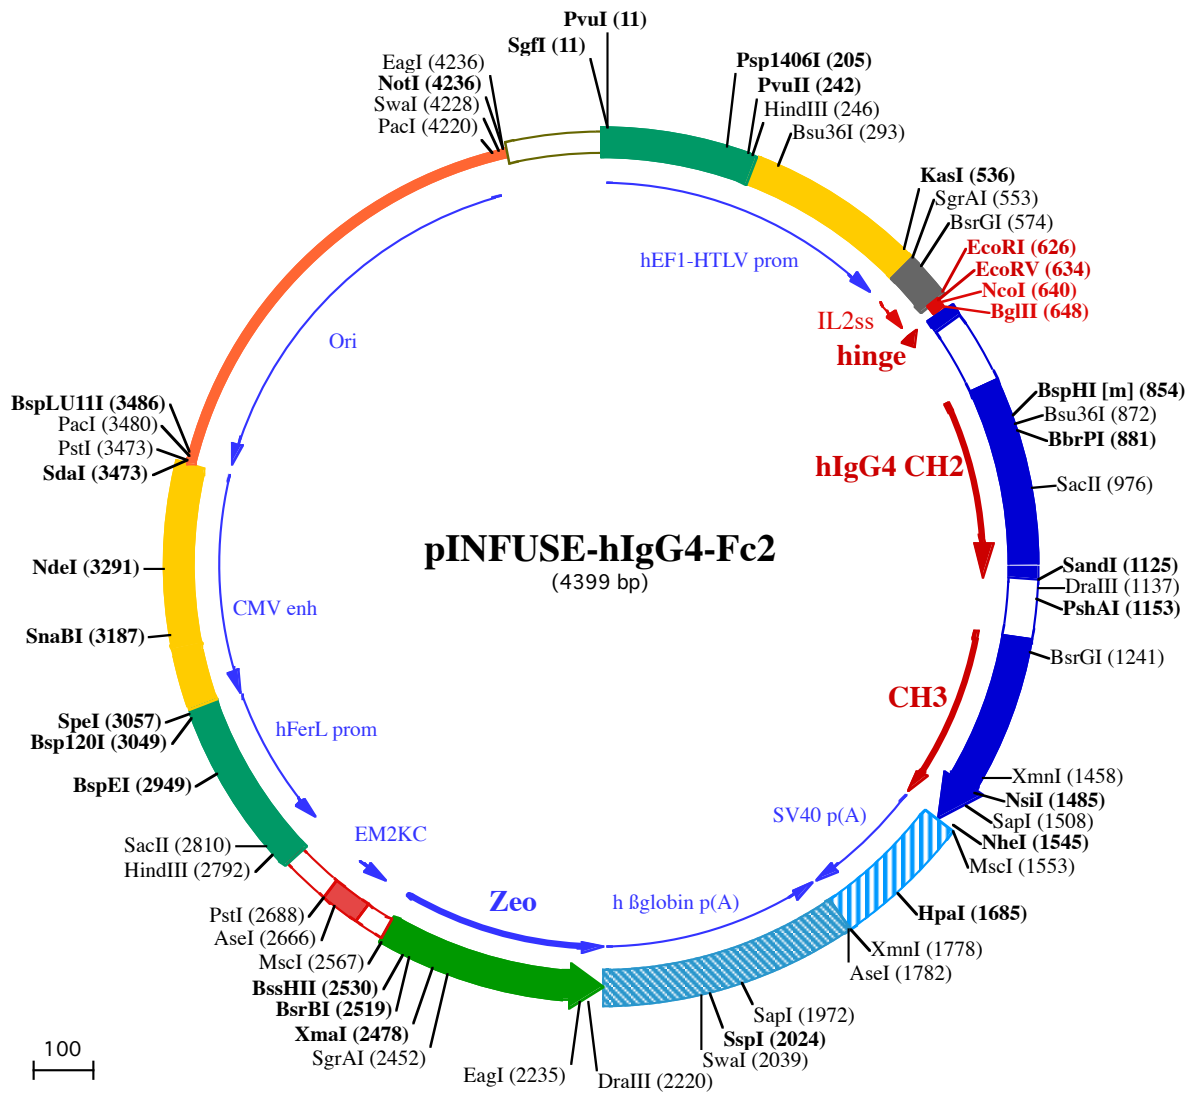 PvuI (11)
SgfI (11)
EagI (4236)
NotI (4236)
SwaI (4228)
PacI (4220)
Psp1406I (205)
PvuII (242)
HindIII (246)
Bsu36I (293)
KasI (536)
SgrAI (553)
BsrGI (574)
EcoRI (626)
EcoRV (634)
NcoI (640)
BglII (648)
hEF1-HTLV prom
IL2ss
hinge
Ori
BspHI [m] (854)
Bsu36I (872)
BbrPI (881)
SacII (976)
hIgG4 CH2
BspLU11I (3486)
PacI (3480)
PstI (3473)
SdaI (3473)
pINFUSE-hIgG4-Fc2
(4399 bp)
SandI (1125)
DraIII (1137)
PshAI (1153)
BsrGI (1241)
NdeI (3291)
CMV enh
SnaBI (3187)
CH3
SpeI (3057)
Bsp120I (3049)
hFerL prom
BspEI (2949)
XmnI (1458)
NsiI (1485)
SapI (1508)
NheI (1545)
MscI (1553)
SV40 p(A)
EM2KC
SacII (2810)
HindIII (2792)
Zeo
h ßglobin p(A)
HpaI (1685)
PstI (2688)
AseI (2666)
MscI (2567)
BssHII (2530)
BsrBI (2519)
XmaI (2478)
SgrAI (2452)
XmnI (1778)
AseI (1782)
SapI (1972)
SspI (2024)
SwaI (2039)
EagI (2235)
DraIII (2220)
100